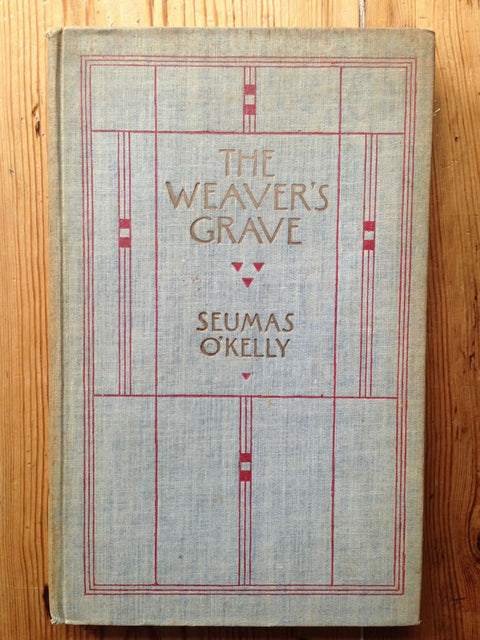 THE
WEAVER'S
GRAVE
SEUMAS
O'KELLY